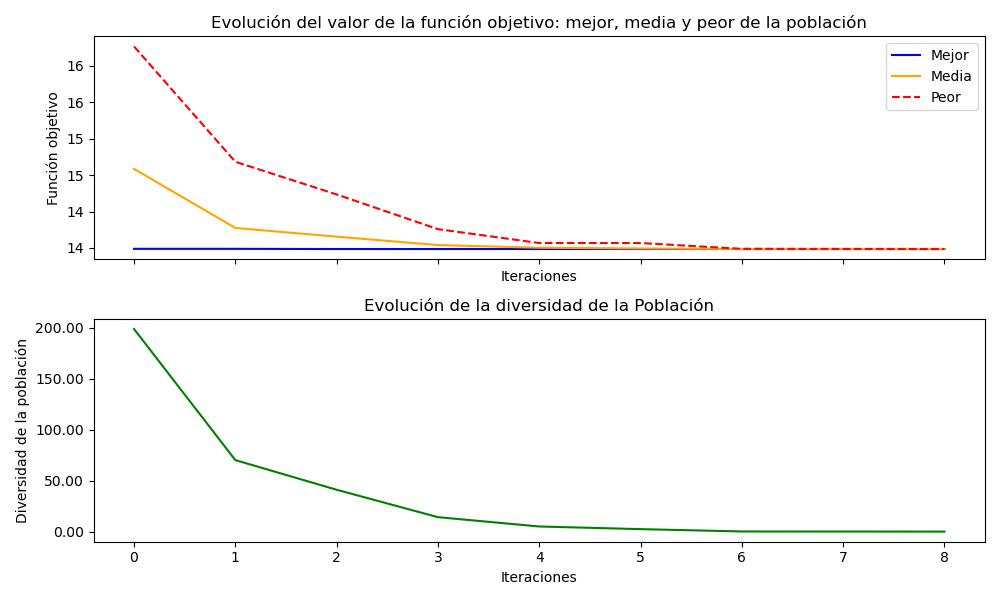 Evolución del valor de la función objetivo: mejor, media y peor de la población
Función objetivo
16
16
15
15
14
14
Mejor
Media
Peor
Iteraciones
Evolución de la diversidad de la Población
Diversidad de la población
200.00
150.00
100.00
50.00
0.00
0 1 2 3 4 5 6 7 8
Iteraciones